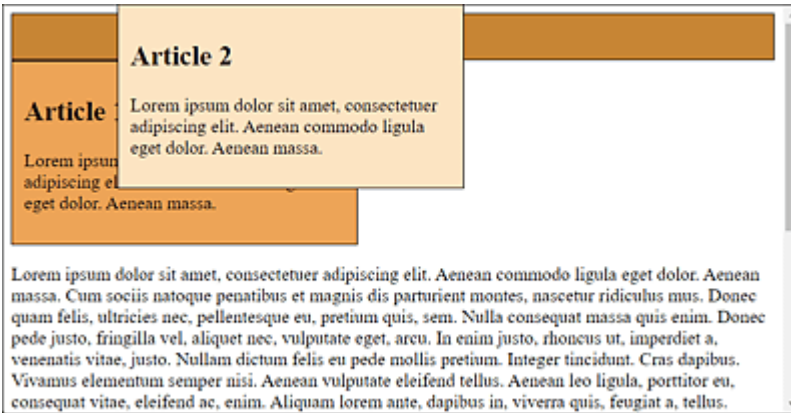 Article 2
Lorem ipsum dolor sit amet, consectetuer
adipiscing elit. Aenean commodo ligula
eget dolor. Aenean massa.
Article
Lorem ipsum
adipiscing
eget dolor. Aenean massa.
Lorem ipsum dolor sit amet, consectetuer adipiscing elit. Aenean commodo ligula eget dolor. Aenean
massa. Cum sociis natoque penatibus et magnis dis parturient montes, nascetur ridiculus mus. Donec
quam felis, ultricies nec, pellentesque eu, pretium quis, sem. Nulla consequat massa quis enim. Donec
pede justo, fringilla vel, aliquet nec, vulputate eget, arcu. In enim justo, rhoncus ut, imperdiet a,
venenatis vitae, justo. Nullam dictum felis eu pede mollis pretium. Integer tincidunt. Cras dapibus.
Vivamus elementum semper nisi. Aenean vulputate eleifend tellus. Aenean leo ligula, porttitor eu,
consequat vitae, eleifend ac, enim. Aliquam lorem ante, dapibus in, viverra quis, feugiat a, tellus.